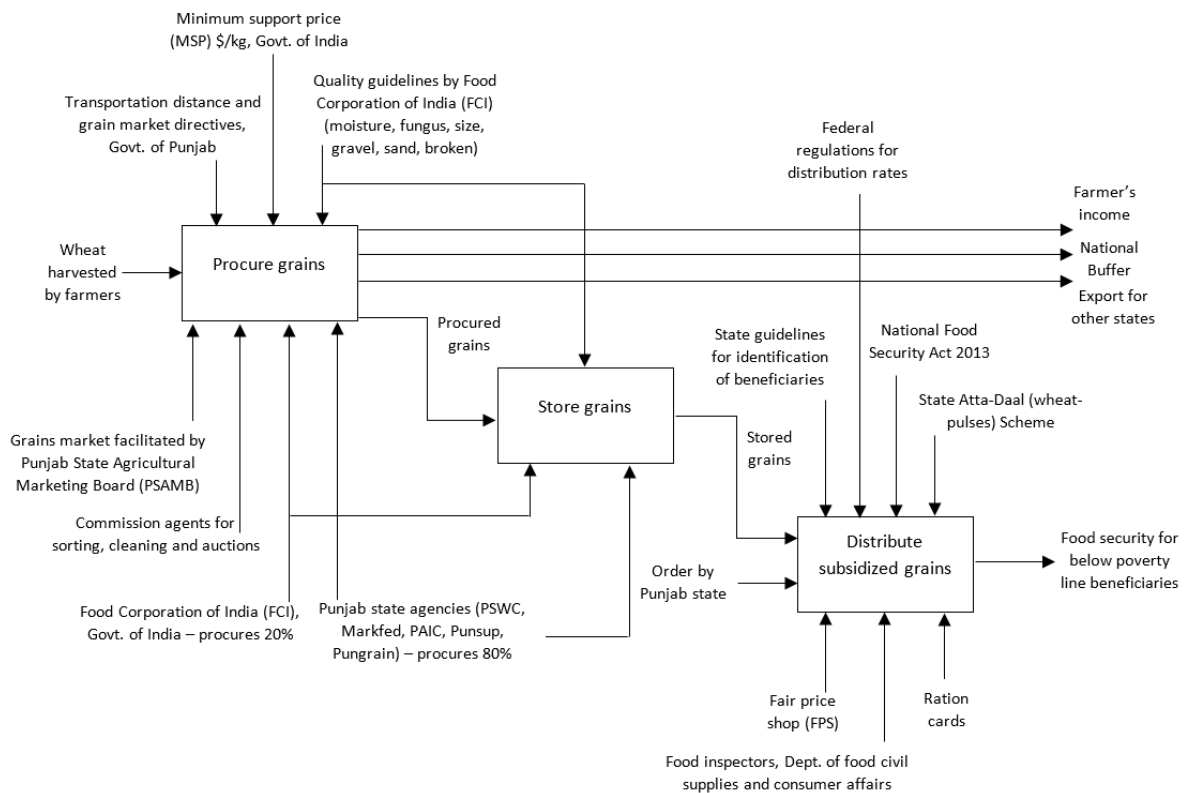 Minimum support price
(MSP) $/kg, Govt. of India
Quality guidelines by Food
Corporation of India (FCI)
(moisture, fungus, size,
gravel, sand, broken)
Transportation distance and
grain market directives,
Govt. of Punjab
Federal
regulations for
distribution rates
Farmer’s
income
National
Buffer
Export for
other states
Wheat
harvested
by farmers
Procure grains
Procured
grains
State guidelines
for identification
of beneficiaries
National Food
Security Act 2013
State Atta-Daal (wheat-
pulses) Scheme
Store grains
Stored
grains
Grains market facilitated by
Punjab State Agricultural
Marketing Board (PSAMB)
Commission agents for
sorting, cleaning and auctions
Food Corporation of India (FCI),
Govt. of India – procures 20%
Punjab state agencies (PSWC,
Markfed, PAIC, Punsup,
Pungrain) – procures 80%
Order by
Punjab state
Distribute
subsidized grains
Food security for
below poverty
line beneficiaries
Fair price
shop (FPS)
Ration
cards
Food inspectors, Dept. of food civil
supplies and consumer affairs